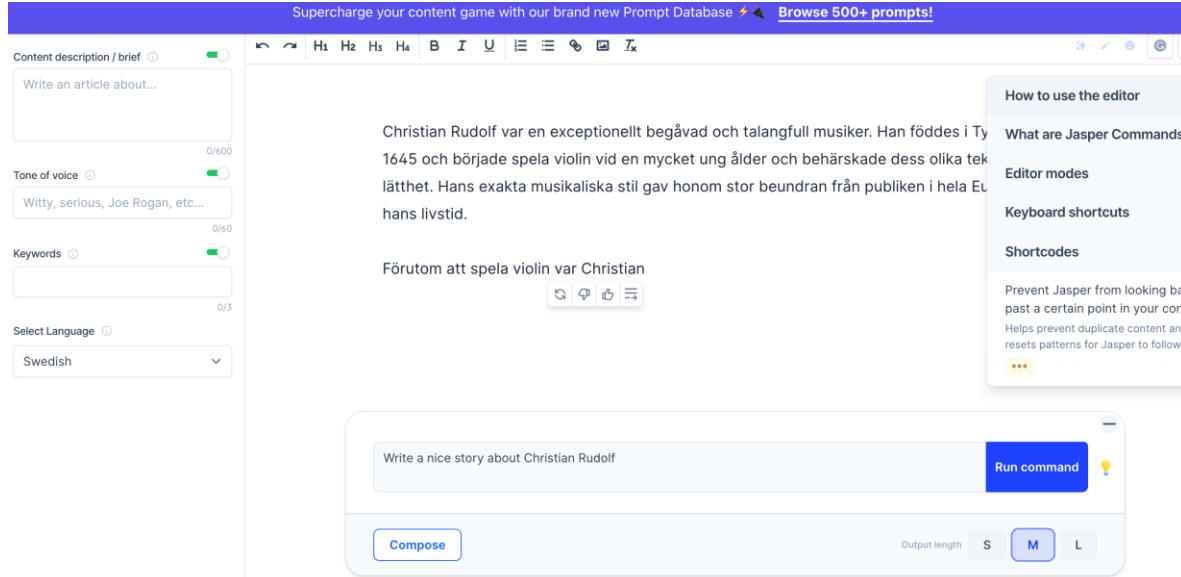 Supercharge your content game with our brand new Prompt Database ⚡🔌 Browse 500+ prompts!
Content description / brief
Write an article about...
0/600
Tone of voice
Witty, serious, Joe Rogan, etc...
0/60
Keywords
0/3
Select Language
Swedish
H1 H2 H3 H4 B I U
Christian Rudolf var en exceptionellt begåvad och talangfull musiker. Han föddes i Ty
1645 och började spela violin vid en mycket ung ålder och behärskade dess olika tek
lätthet. Hans exakta musikaliska stil gav honom stor beundran från publiken i hela Eu
hans livstid.
Förutom att spela violin var Christian
How to use the editor
What are Jasper Commands
Editor modes
Keyboard shortcuts
Shortcodes
Prevent Jasper from looking ba
past a certain point in your con
Helps prevent duplicate content an
resets patterns for Jasper to follow
***
Write a nice story about Christian Rudolf
Run command
Compose
Output length S M L